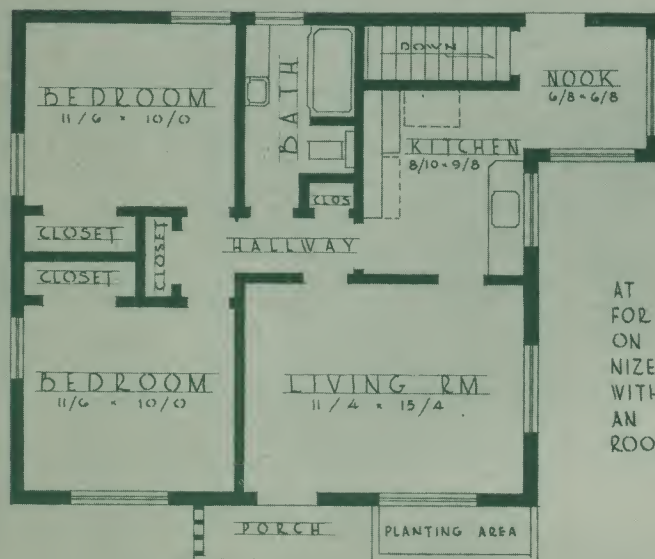 BEDROOM
11/6 × 10/0
BATH
DOWN
NOOK
6/8 × 6/8
KITCHEN
8/10 × 9/8
CLOS
CLOSET
CLOSET
HALLWAY
CLOSET
BEDROOM
11/6 × 10/0
LIVING RM
11/4 × 15/4
AT
FOR
ON
NIZE
WITH
AN
ROO
PORCH
PLANTING AREA